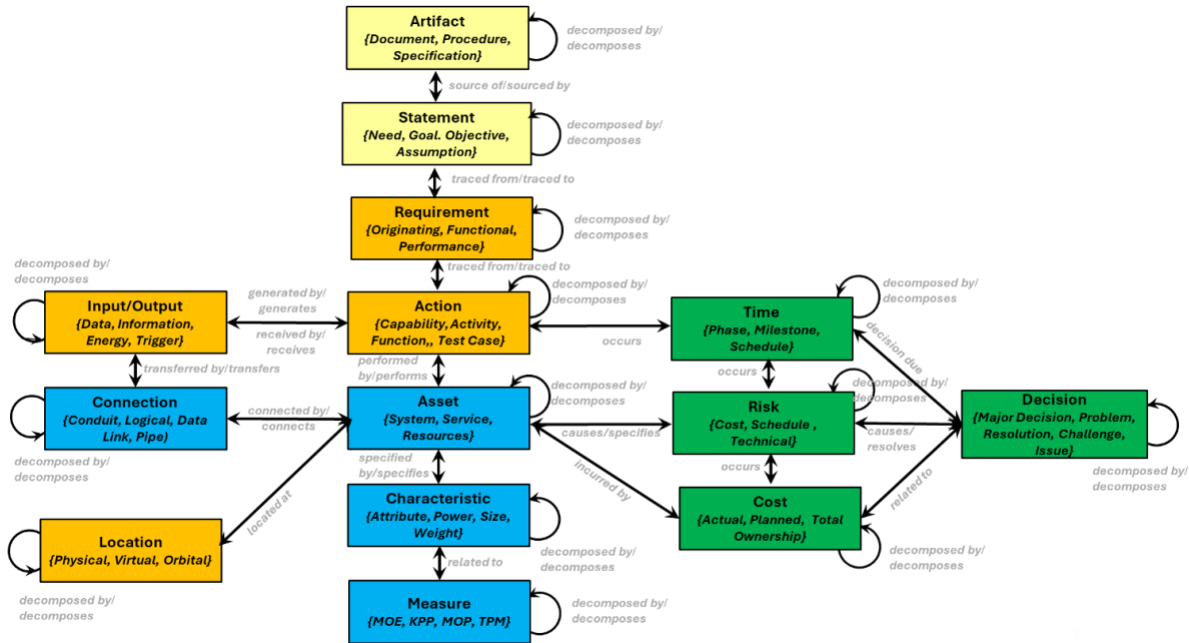 Artifact
{Document, Procedure,
Specification}
decomposed by/
decomposes
source of/sourced by
Statement
{Need, Goal. Objective,
Assumption}
decomposed by/
decomposes
traced from/traced to
Requirement
{Originating, Functional,
Performance}
decomposed by/
decomposes
traced from/traced to
decomposed by/
decomposes
Input/Output
{Data, Information,
Energy, Trigger}
generated by/
generates
received by/
receives
Action
{Capability, Activity,
Function,, Test Case}
decomposed by/
decomposes
occurs
Time
{Phase, Milestone,
Schedule}
decomposed by/
decomposes
decision due
transferred by/transfers
performed
by/performs
occurs
Connection
{Conduit, Logical, Data
Link, Pipe}
decomposed by/
decomposes
connected by/
connects
Asset
{System, Service,
Resources}
decomposed by/
decomposes
causes/specifies
Risk
{Cost, Schedule ,
Technical}
decomposed by/
decomposes
causes/
resolves
Decision
{Major Decision, Problem,
Resolution, Challenge,
Issue}
decomposed by/
decomposes
located at
specified
by/specifies
incurred by
occurs
related to
Characteristic
{Attribute, Power, Size,
Weight}
decomposed by/
decomposes
Cost
{Actual, Planned, Total
Ownership}
decomposed by/
decomposes
Location
{Physical, Virtual, Orbital}
decomposed by/
decomposes
related to
Measure
{MOE, KPP, MOP, TPM}
decomposed by/
decomposes